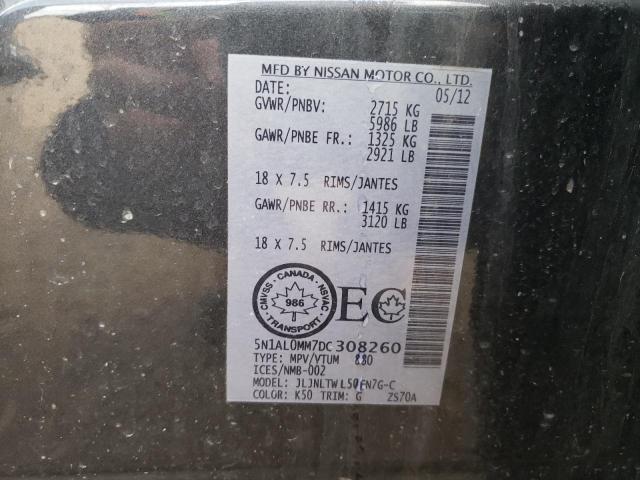 MFD BY NISSAN MOTOR CO., LTD.
DATE: 05/12
GVWR/PNBV: 2715 KG
5986 LB
GAWR/PNBE FR.: 1325 KG
2921 LB
18 X 7.5 RIMS/JANTES
GAWR/PNBE RR.: 1415 KG
3120 LB
18 X 7.5 RIMS/JANTES
CANADA
CMVSS NSVAC
986
TRANSPORT
EC
5N1AL0MM7DC308260
TYPE: MPV/VTUM
ICES/NMB-002
MODEL:
COLOR: K50 TRIM: G ZS70A